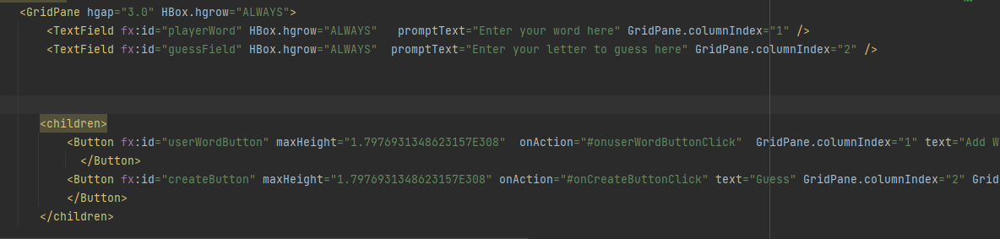 <GridPane hgap="3.0" HBox.hgrow="ALWAYS">
<TextField fx:id="playerWord" HBox.hgrow="ALWAYS"   promptText="Enter your word here" GridPane.columnIndex="1" />
<TextField fx:id="guessField" HBox.hgrow="ALWAYS"  promptText="Enter your letter to guess here" GridPane.columnIndex="2" />
<children>
<Button fx:id="userWordButton" maxHeight="1.7976931348623157E308"  onAction="#onuserWordButtonClick"  GridPane.columnIndex="1" text="Add W
</Button>
<Button fx:id="createButton" maxHeight="1.7976931348623157E308" onAction="#onCreateButtonClick" text="Guess" GridPane.columnIndex="2" Grid
</Button>
</children>